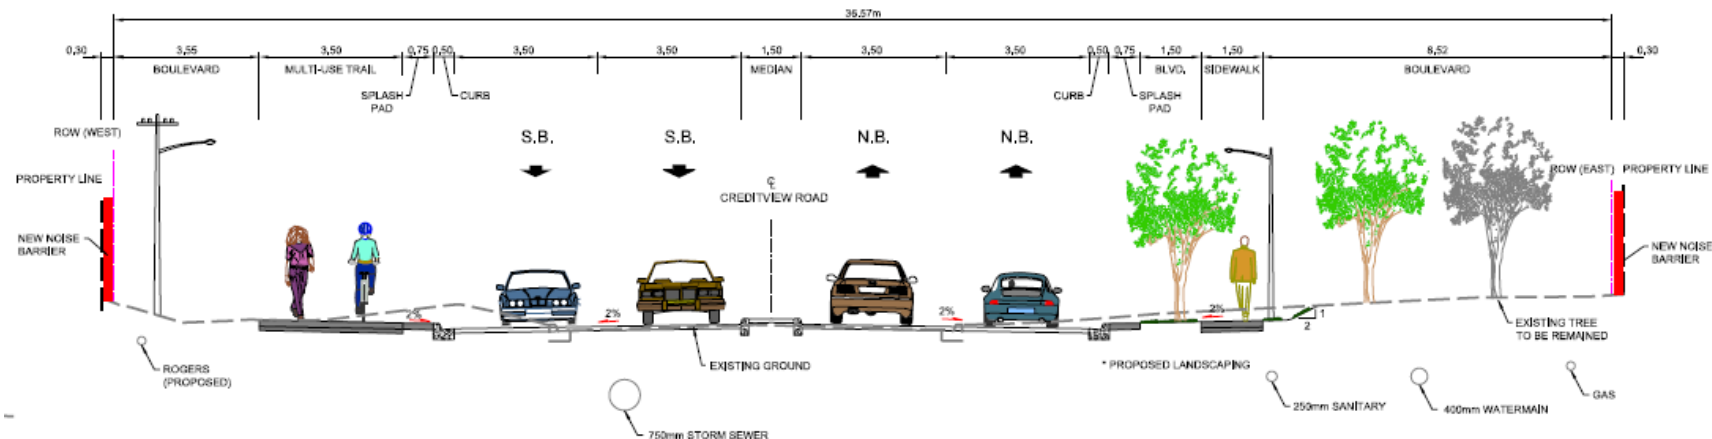 36.57m
0,30 3,55 3,50 0,75 0,50 3,50 3,50 1,50 3,50 3,50 0,50 0,75 1,50 1,50 8,52 0,30
BOULEVARD MULTI-USE TRAIL MEDIAN BLVD. SIDEWALK BOULEVARD
SPLASH PAD
CURB
CURB
SPLASH PAD
ROW (WEST)
S.B. S.B. N.B. N.B.
PROPERTY LINE
℄
CREDITVIEW ROAD
ROW (EAST) PROPERTY LINE
NEW NOISE
BARRIER
NEW NOISE
BARRIER
2% 2% 2% 2%
1
2
EXISTING TREE
TO BE REMAINED
ROGERS
(PROPOSED)
EXISTING GROUND
* PROPOSED LANDSCAPING
250mm SANITARY
400mm WATERMAIN
GAS
750mm STORM SEWER